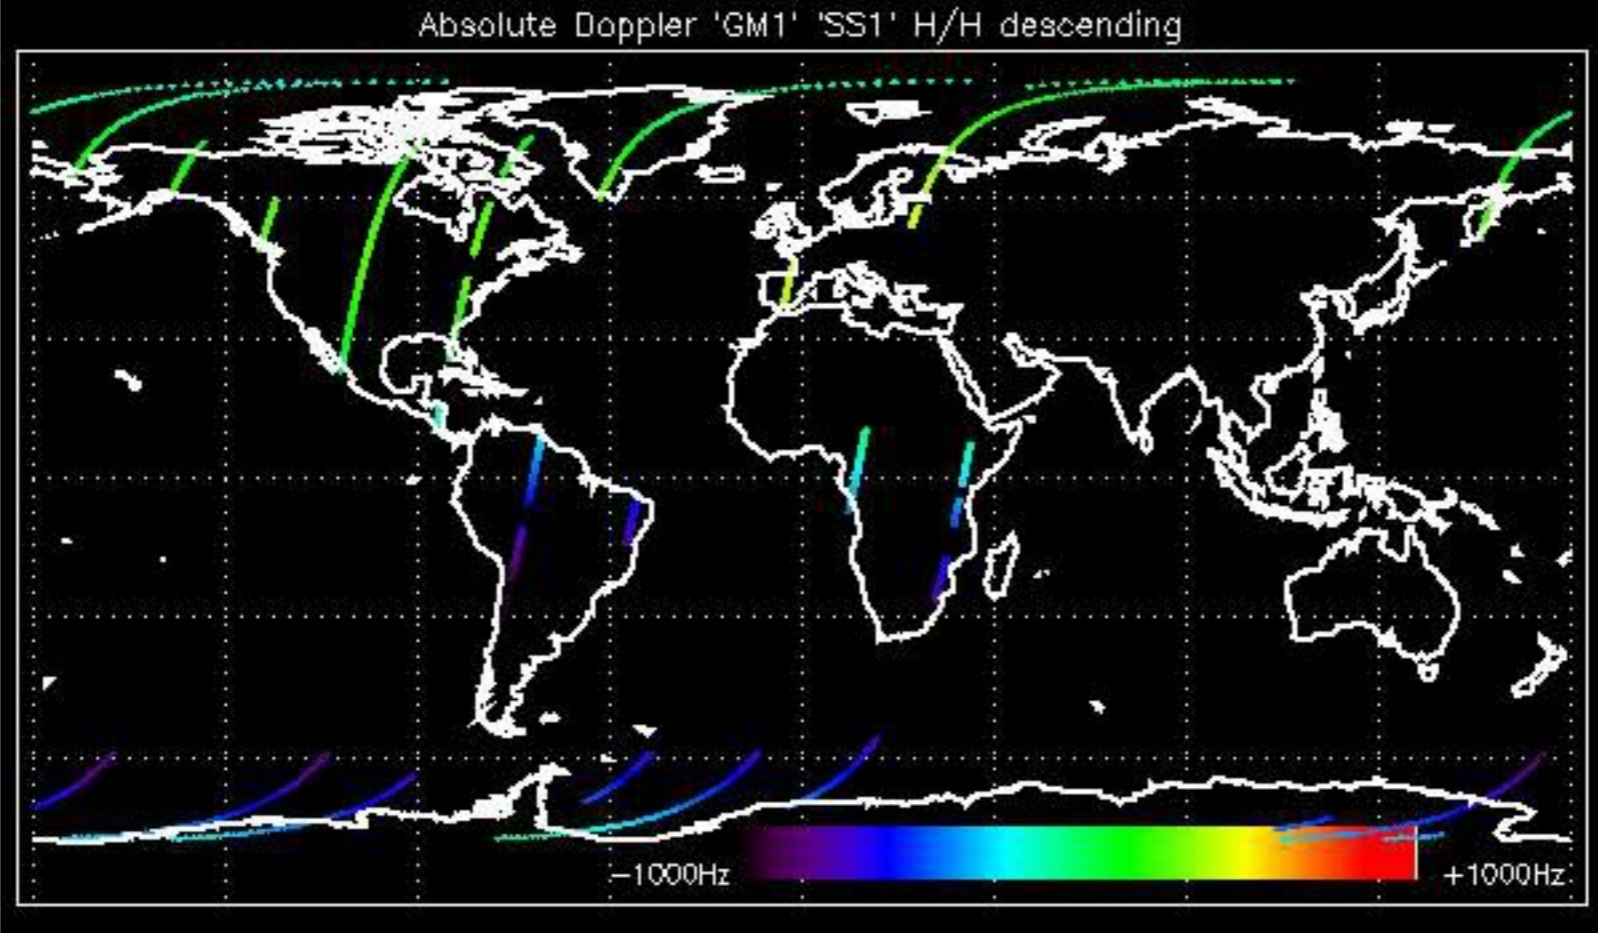 Absolute Doppler 'GM1' 'SS1' H/H descending
−1000Hz +1000Hz